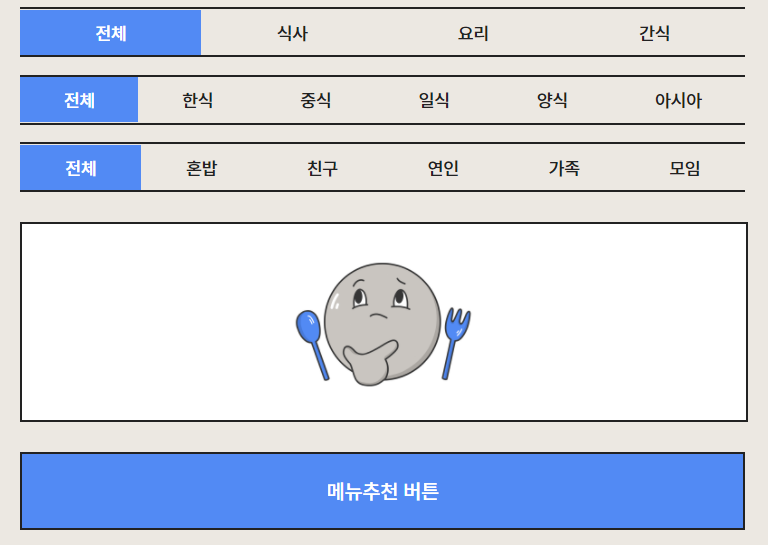 전체 식사 요리 간식
전체 한식 중식 일식 양식 아시아
전체 혼밥 친구 연인 가족 모임
메뉴추천 버튼